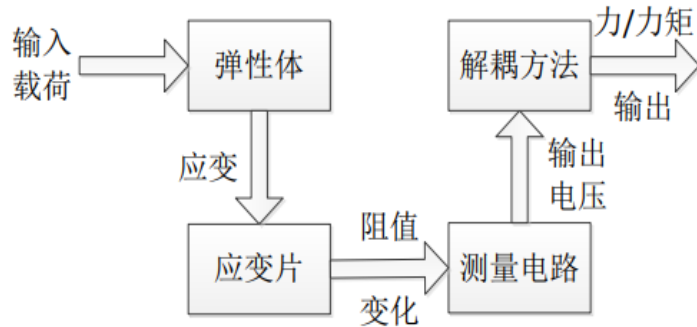 输入
载荷
弹性体
应变
应变片
阻值
变化
测量电路
输出
电压
解耦方法
力/力矩
输出